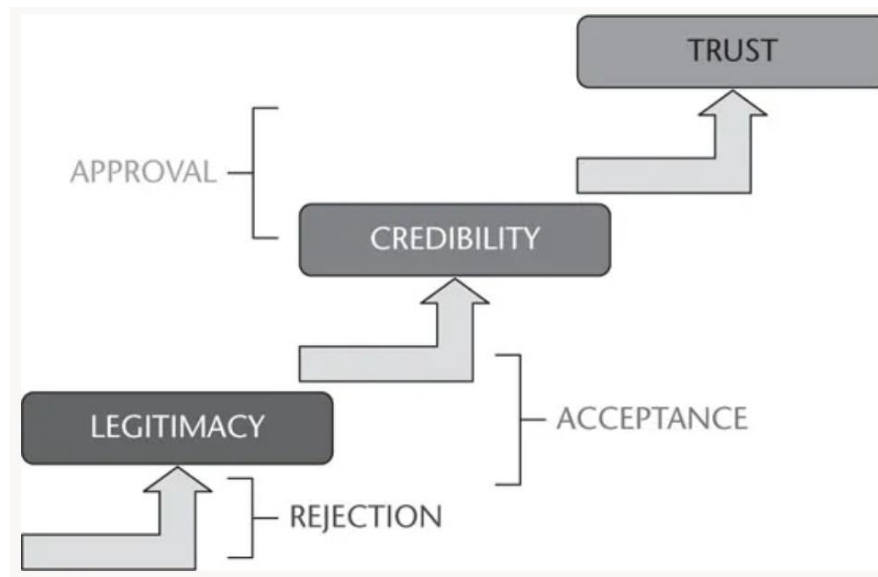 TRUST
APPROVAL
CREDIBILITY
LEGITIMACY
ACCEPTANCE
REJECTION